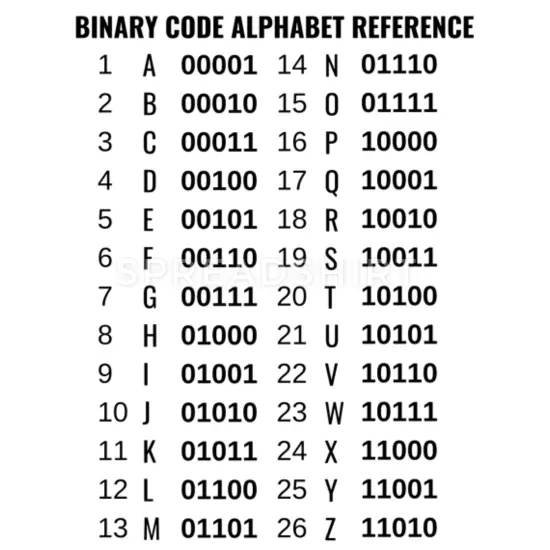 BINARY CODE ALPHABET REFERENCE
1 A 00001 14 N 01110
2 B 00010 15 O 01111
3 C 00011 16 P 10000
4 D 00100 17 Q 10001
5 E 00101 18 R 10010
6 F 00110 19 S 10011
SPREADSHIRT
7 G 00111 20 T 10100
8 H 01000 21 U 10101
9 I 01001 22 V 10110
10 J 01010 23 W 10111
11 K 01011 24 X 11000
12 L 01100 25 Y 11001
13 M 01101 26 Z 11010